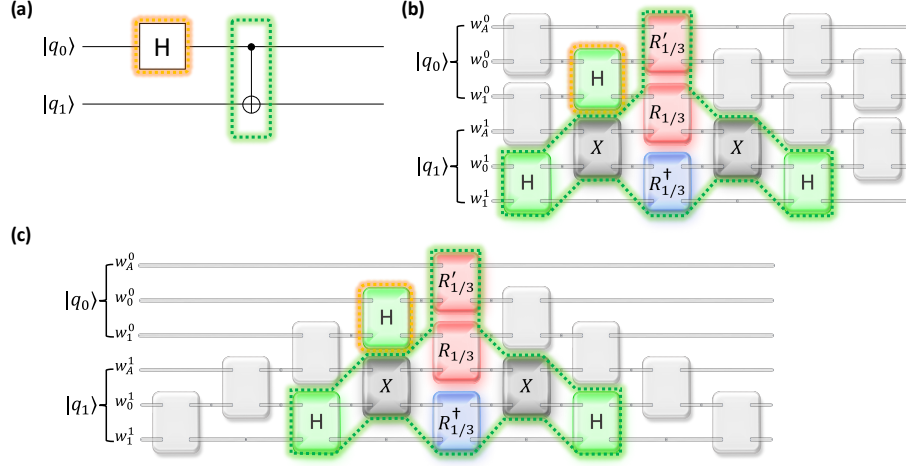 (a)
|q₀⟩ H
|q₁⟩
(b)
w_A^0 R'_{1/3}
|q₀⟩ w_0^0 H
w_1^0 R_{1/3}
w_A^1 X X
|q₁⟩ w_0^1 H R^†_{1/3} H
w_1^1
(c)
w_A^0 R'_{1/3}
|q₀⟩ w_0^0 H
w_1^0 R_{1/3}
w_A^1 X X
|q₁⟩ w_0^1 H R^†_{1/3} H
w_1^1